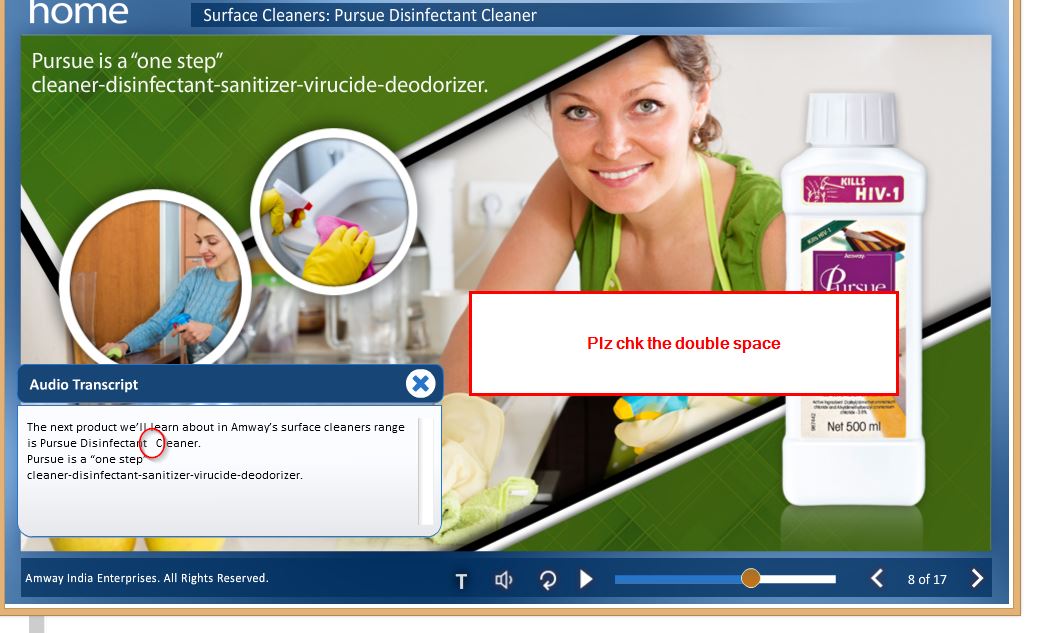 home
Surface Cleaners: Pursue Disinfectant Cleaner
Pursue is a “one step”
cleaner-disinfectant-sanitizer-virucide-deodorizer.
KILLS
HIV-1
Kills HIV-1
Amway
Pursue
Plz chk the double space
Net 500 ml
Audio Transcript
The next product we’ll learn about in Amway’s surface cleaners range
is Pursue Disinfectant  Cleaner.
Pursue is a “one step”
cleaner-disinfectant-sanitizer-virucide-deodorizer.
Amway India Enterprises. All Rights Reserved.
T
8 of 17